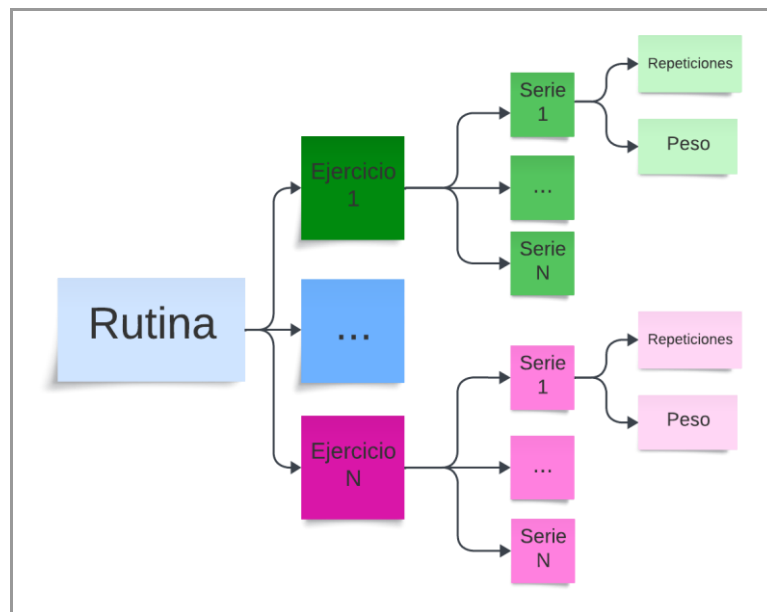 Rutina
Ejercicio
1
...
Ejercicio
N
Serie
1
...
Serie
N
Repeticiones
Peso
Serie
1
...
Serie
N
Repeticiones
Peso